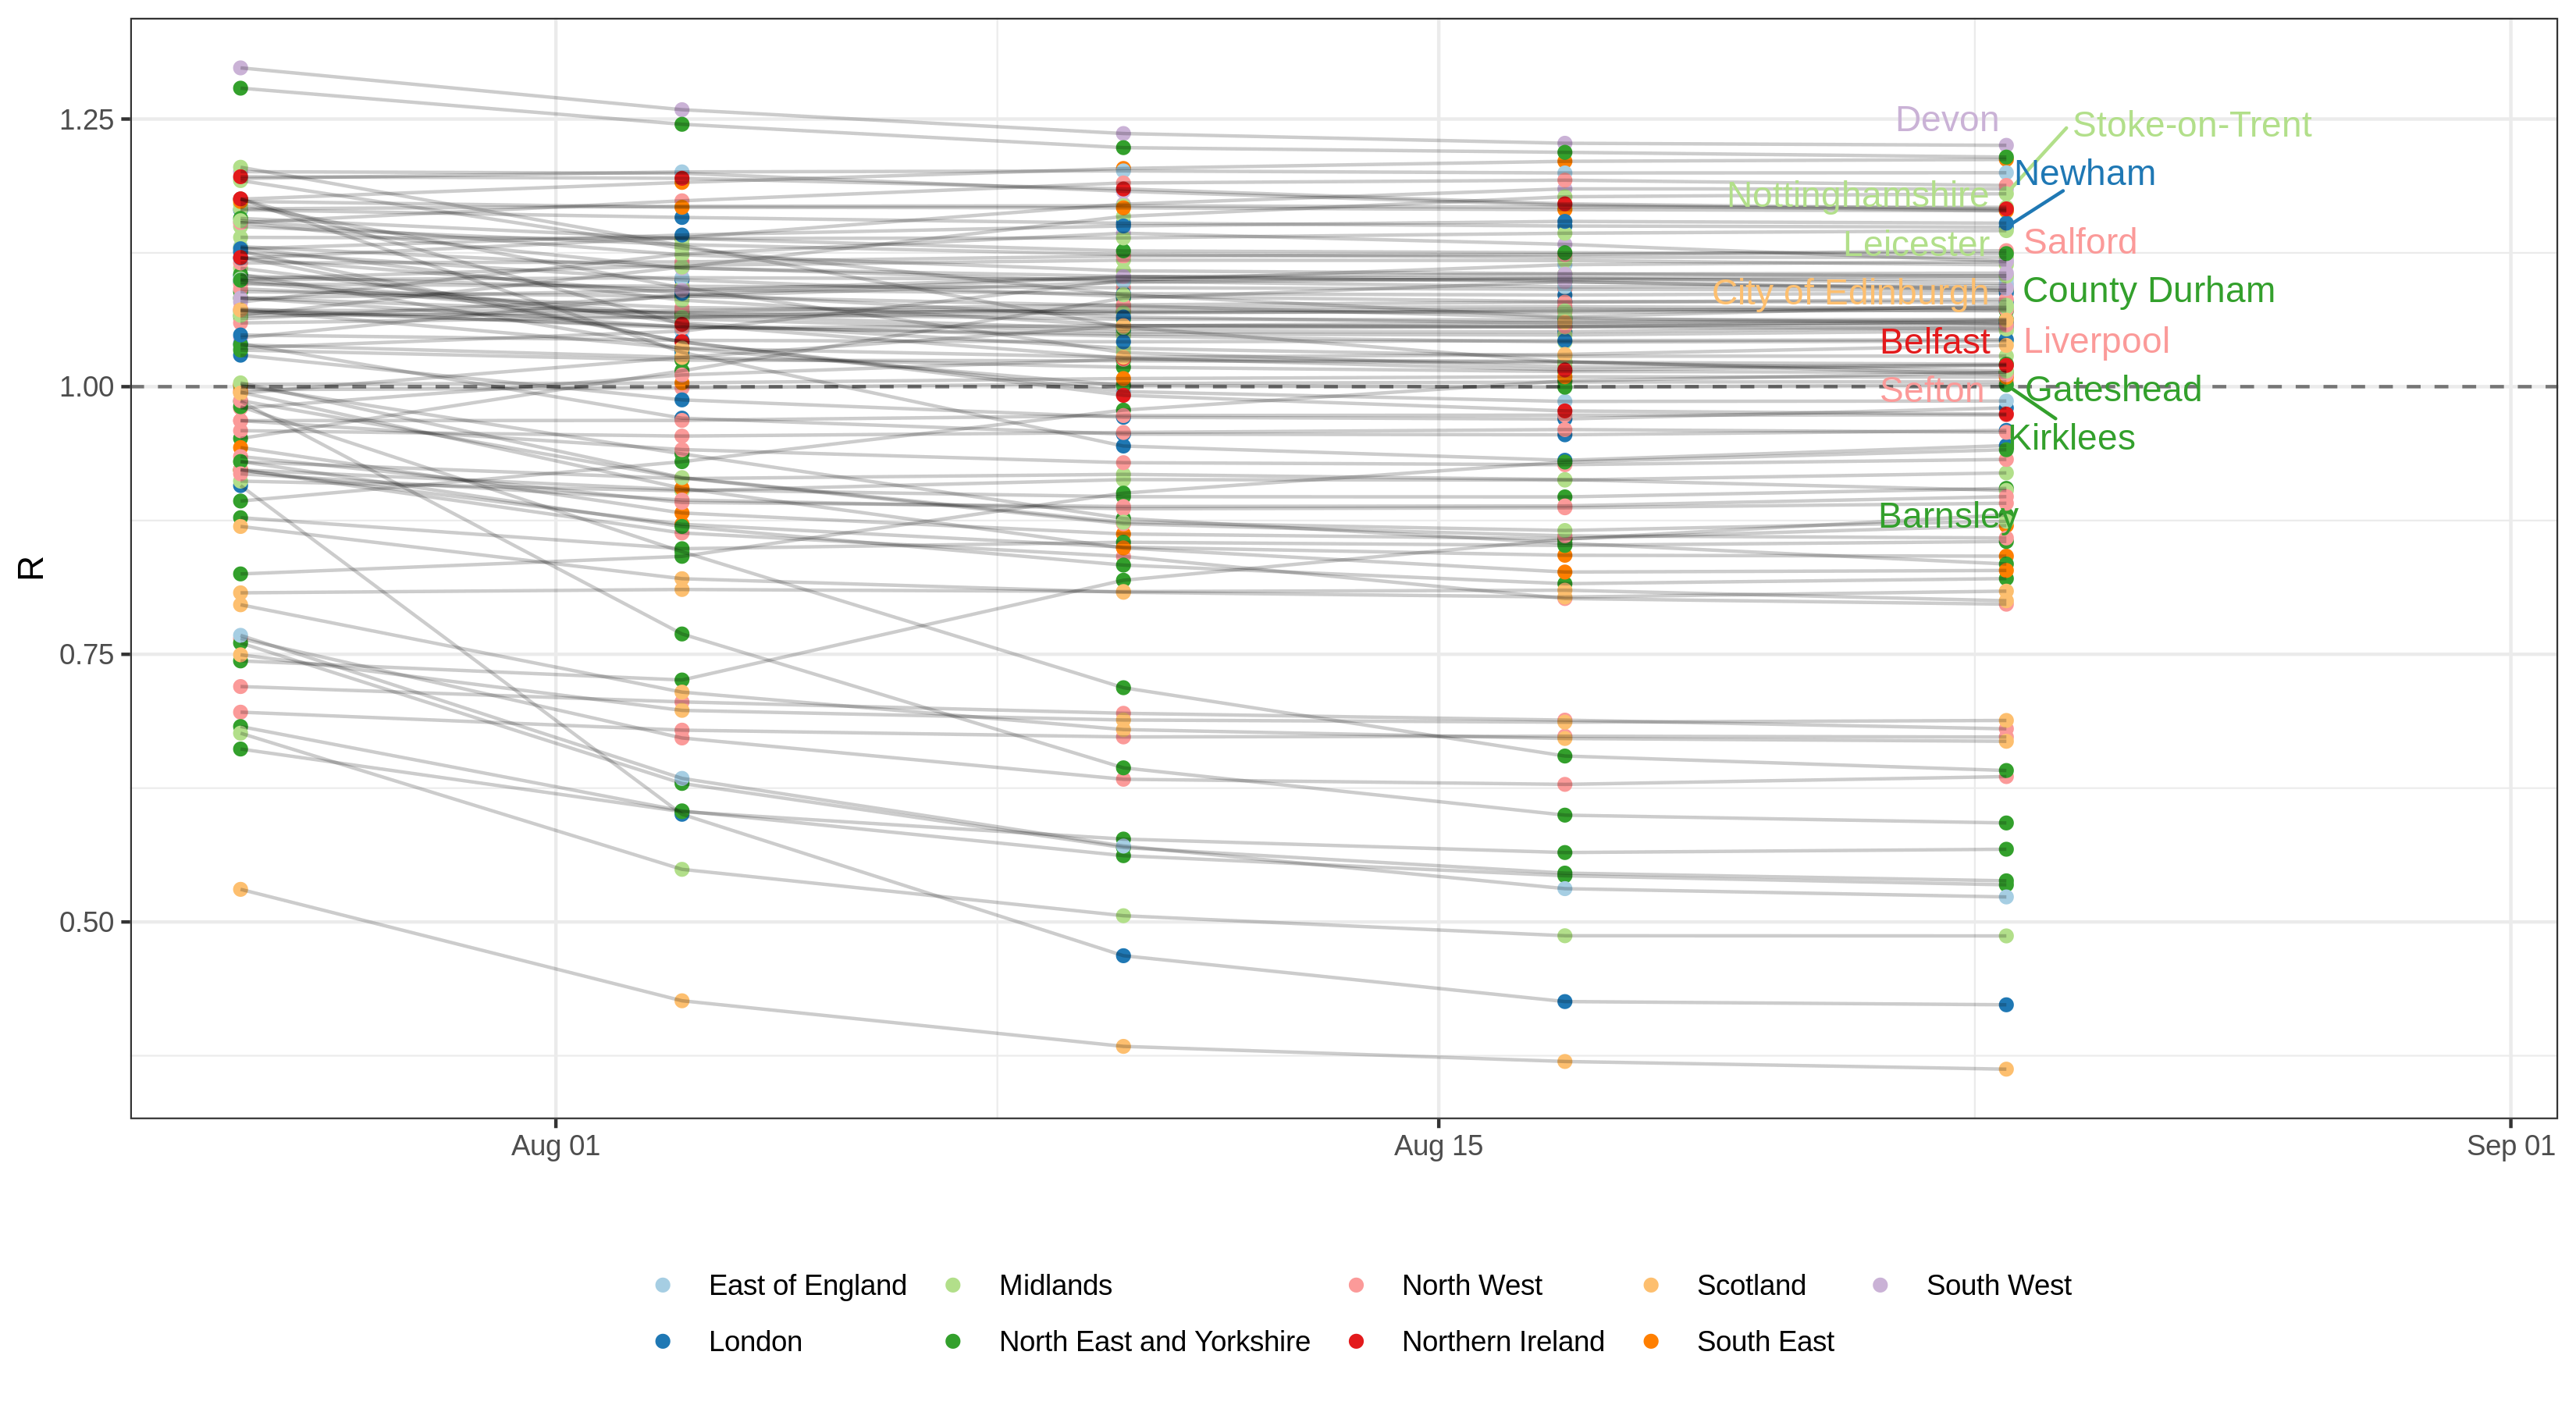 1.25
1.00
0.75
0.50
R
Devon
Stoke-on-Trent
Newham
Nottinghamshire
Leicester
Salford
City of Edinburgh
County Durham
Belfast
Liverpool
Sefton
Gateshead
Kirklees
Barnsley
Aug 01
Aug 15
Sep 01
East of England
Midlands
North West
Scotland
South West
London
North East and Yorkshire
Northern Ireland
South East